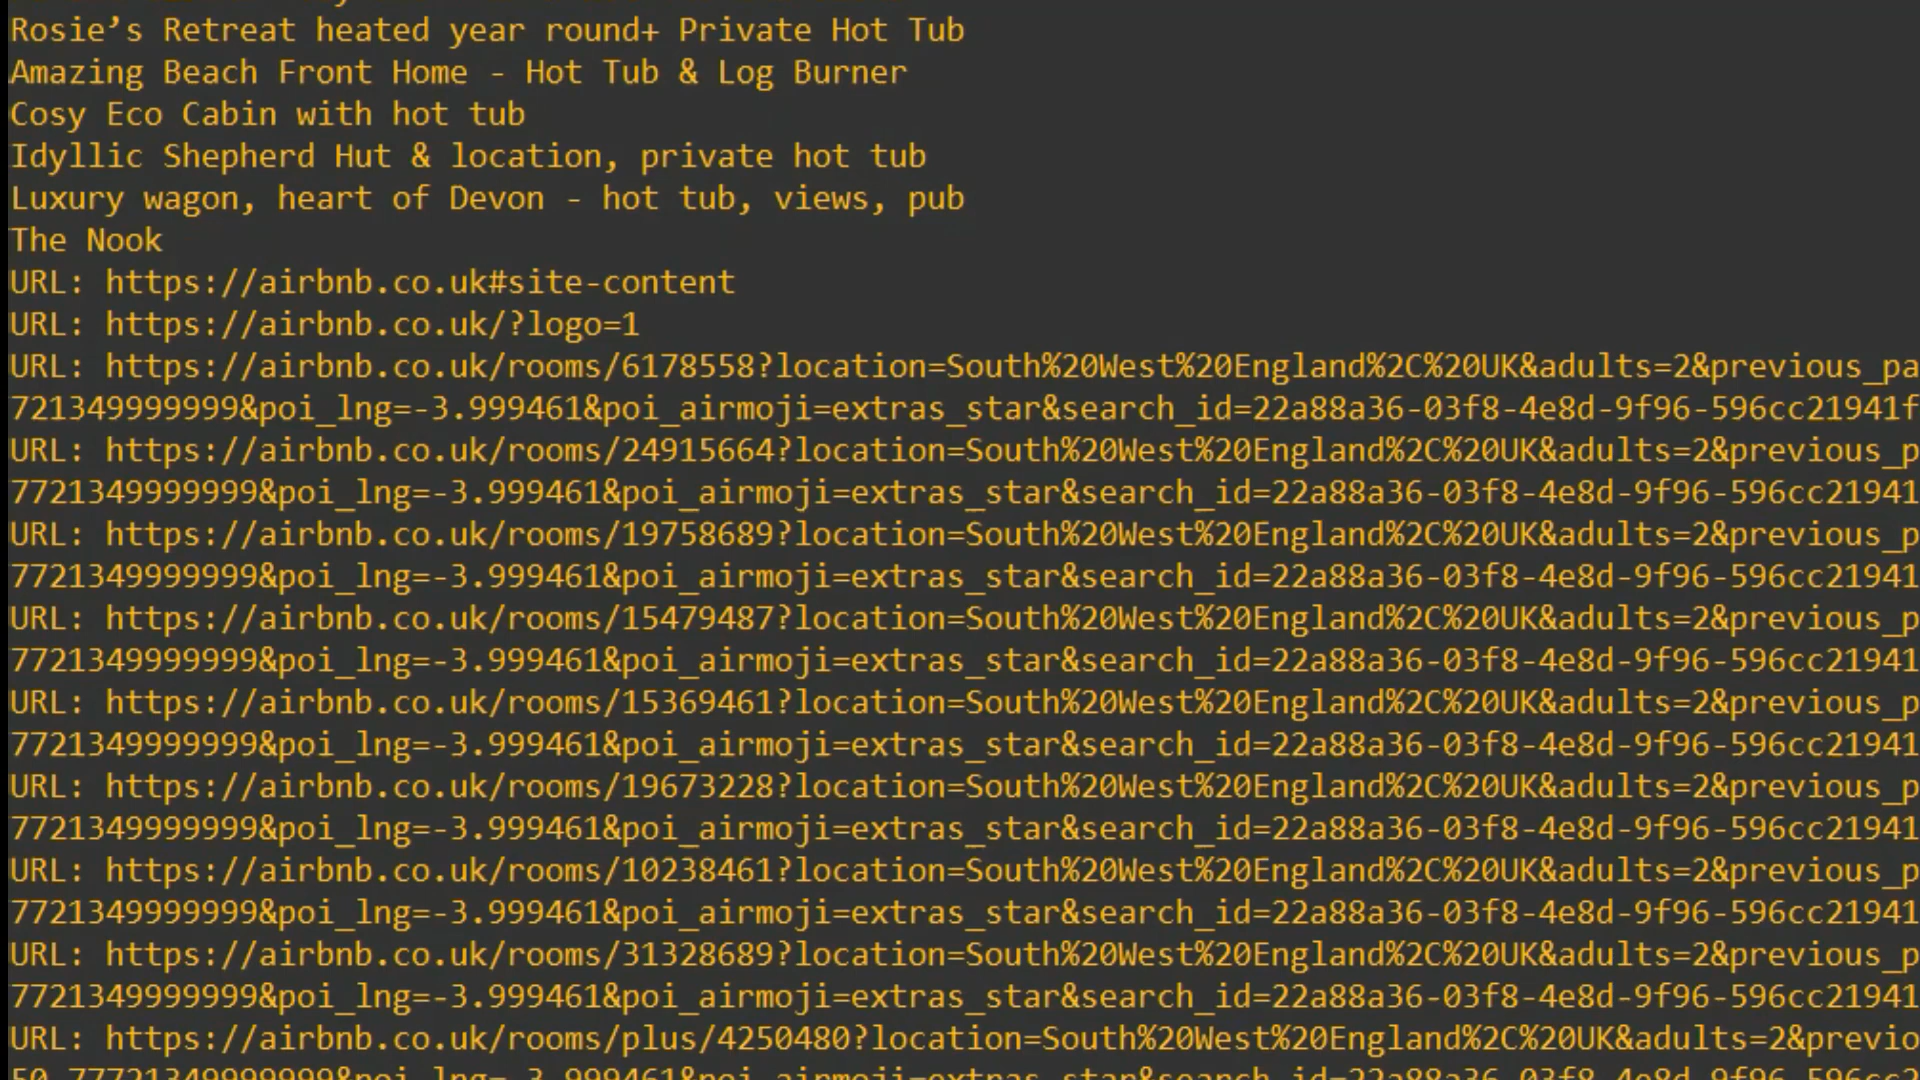 Rosie’s Retreat heated year round+ Private Hot Tub
Amazing Beach Front Home - Hot Tub & Log Burner
Cosy Eco Cabin with hot tub
Idyllic Shepherd Hut & location, private hot tub
Luxury wagon, heart of Devon - hot tub, views, pub
The Nook
URL: https://airbnb.co.uk#site-content
URL: https://airbnb.co.uk/?logo=1
URL: https://airbnb.co.uk/rooms/6178558?location=South%20West%20England%2C%20UK&adults=2&previous_pa
721349999999&poi_lng=-3.999461&poi_airmoji=extras_star&search_id=22a88a36-03f8-4e8d-9f96-596cc21941f
URL: https://airbnb.co.uk/rooms/24915664?location=South%20West%20England%2C%20UK&adults=2&previous_p
7721349999999&poi_lng=-3.999461&poi_airmoji=extras_star&search_id=22a88a36-03f8-4e8d-9f96-596cc21941
URL: https://airbnb.co.uk/rooms/19758689?location=South%20West%20England%2C%20UK&adults=2&previous_p
7721349999999&poi_lng=-3.999461&poi_airmoji=extras_star&search_id=22a88a36-03f8-4e8d-9f96-596cc21941
URL: https://airbnb.co.uk/rooms/15479487?location=South%20West%20England%2C%20UK&adults=2&previous_p
7721349999999&poi_lng=-3.999461&poi_airmoji=extras_star&search_id=22a88a36-03f8-4e8d-9f96-596cc21941
URL: https://airbnb.co.uk/rooms/15369461?location=South%20West%20England%2C%20UK&adults=2&previous_p
7721349999999&poi_lng=-3.999461&poi_airmoji=extras_star&search_id=22a88a36-03f8-4e8d-9f96-596cc21941
URL: https://airbnb.co.uk/rooms/19673228?location=South%20West%20England%2C%20UK&adults=2&previous_p
7721349999999&poi_lng=-3.999461&poi_airmoji=extras_star&search_id=22a88a36-03f8-4e8d-9f96-596cc21941
URL: https://airbnb.co.uk/rooms/10238461?location=South%20West%20England%2C%20UK&adults=2&previous_p
7721349999999&poi_lng=-3.999461&poi_airmoji=extras_star&search_id=22a88a36-03f8-4e8d-9f96-596cc21941
URL: https://airbnb.co.uk/rooms/31328689?location=South%20West%20England%2C%20UK&adults=2&previous_p
7721349999999&poi_lng=-3.999461&poi_airmoji=extras_star&search_id=22a88a36-03f8-4e8d-9f96-596cc21941
URL: https://airbnb.co.uk/rooms/plus/4250480?location=South%20West%20England%2C%20UK&adults=2&previo
50.77721349999999&poi_lng=-3.999461&poi_airmoji=extras_star&search_id=22a88a36-03f8-4e8d-9f96-596cc2